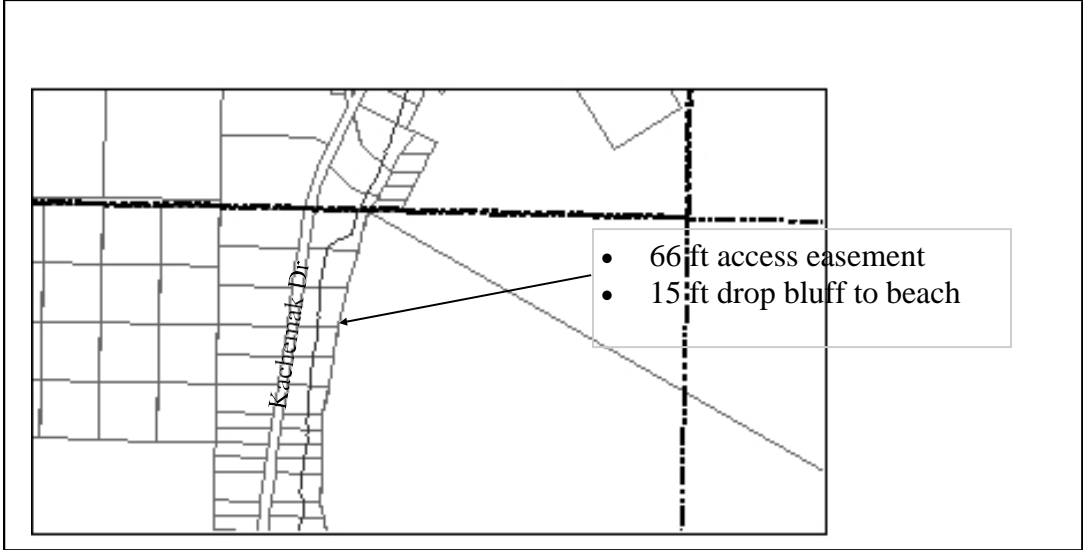 • 66 ft access easement
• 15 ft drop bluff to beach
Kachemak Dr